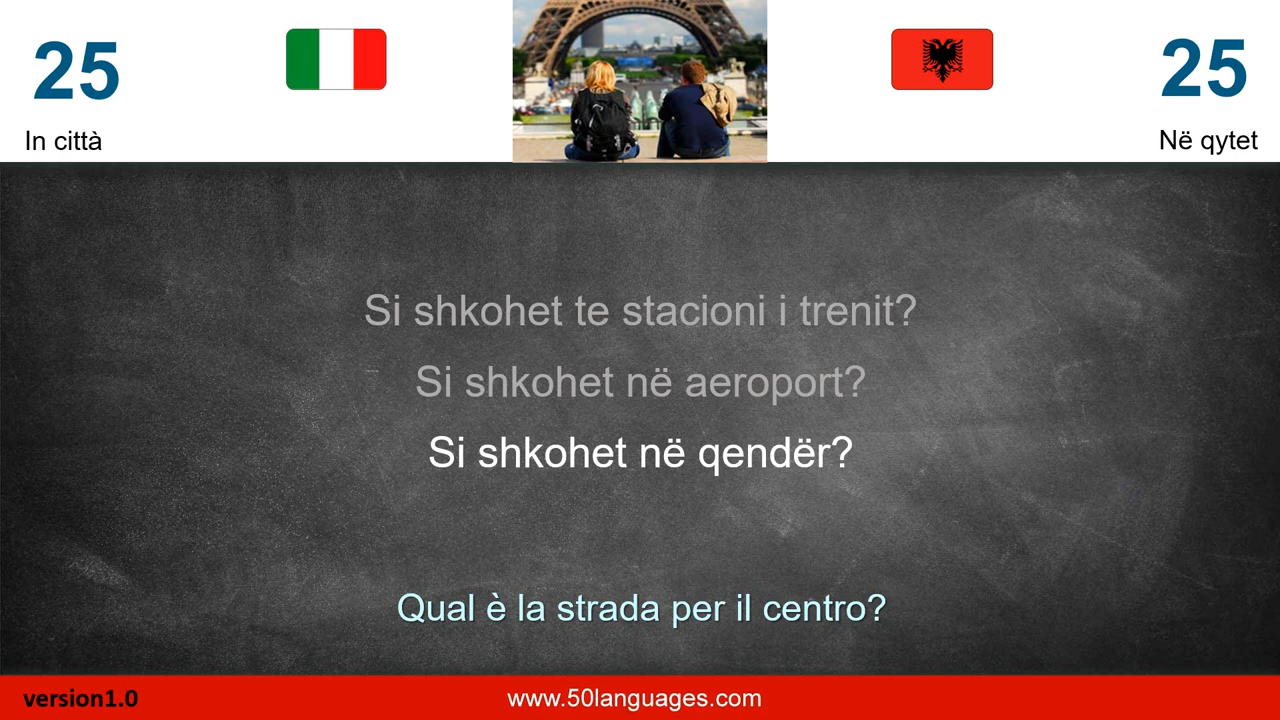 25
25
In città
Në qytet
Si shkohet te stacioni i trenit?
Si shkohet në aeroport?
Si shkohet në qendër?
Qual è la strada per il centro?
version1.0
www.50languages.com